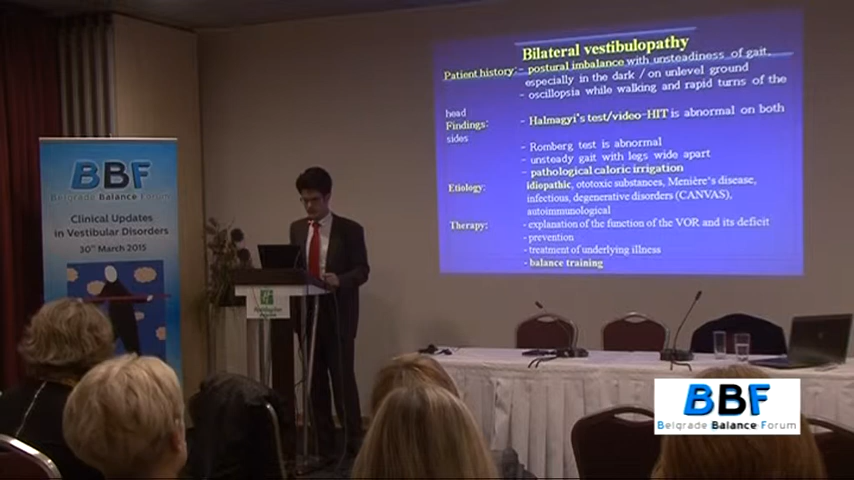 Bilateral vestibulopathy
Patient history: - postural imbalance with unsteadiness of gait,
especially in the dark / on unlevel ground
- oscillopsia while walking and rapid turns of the
head
Findings: - Halmagyi's test/video-HIT is abnormal on both
sides
- Romberg test is abnormal
- unsteady gait with legs wide apart
- pathological caloric irrigation
Etiology: idiopathic, ototoxic substances, Menière's disease,
infectious, degenerative disorders (CANVAS),
autoimmunological
Therapy: - explanation of the function of the VOR and its deficit
- prevention
- treatment of underlying illness
- balance training
BBF
Belgrade Balance Forum
Clinical Updates
in Vestibular Disorders
30th March 2015
BBF
Belgrade Balance Forum